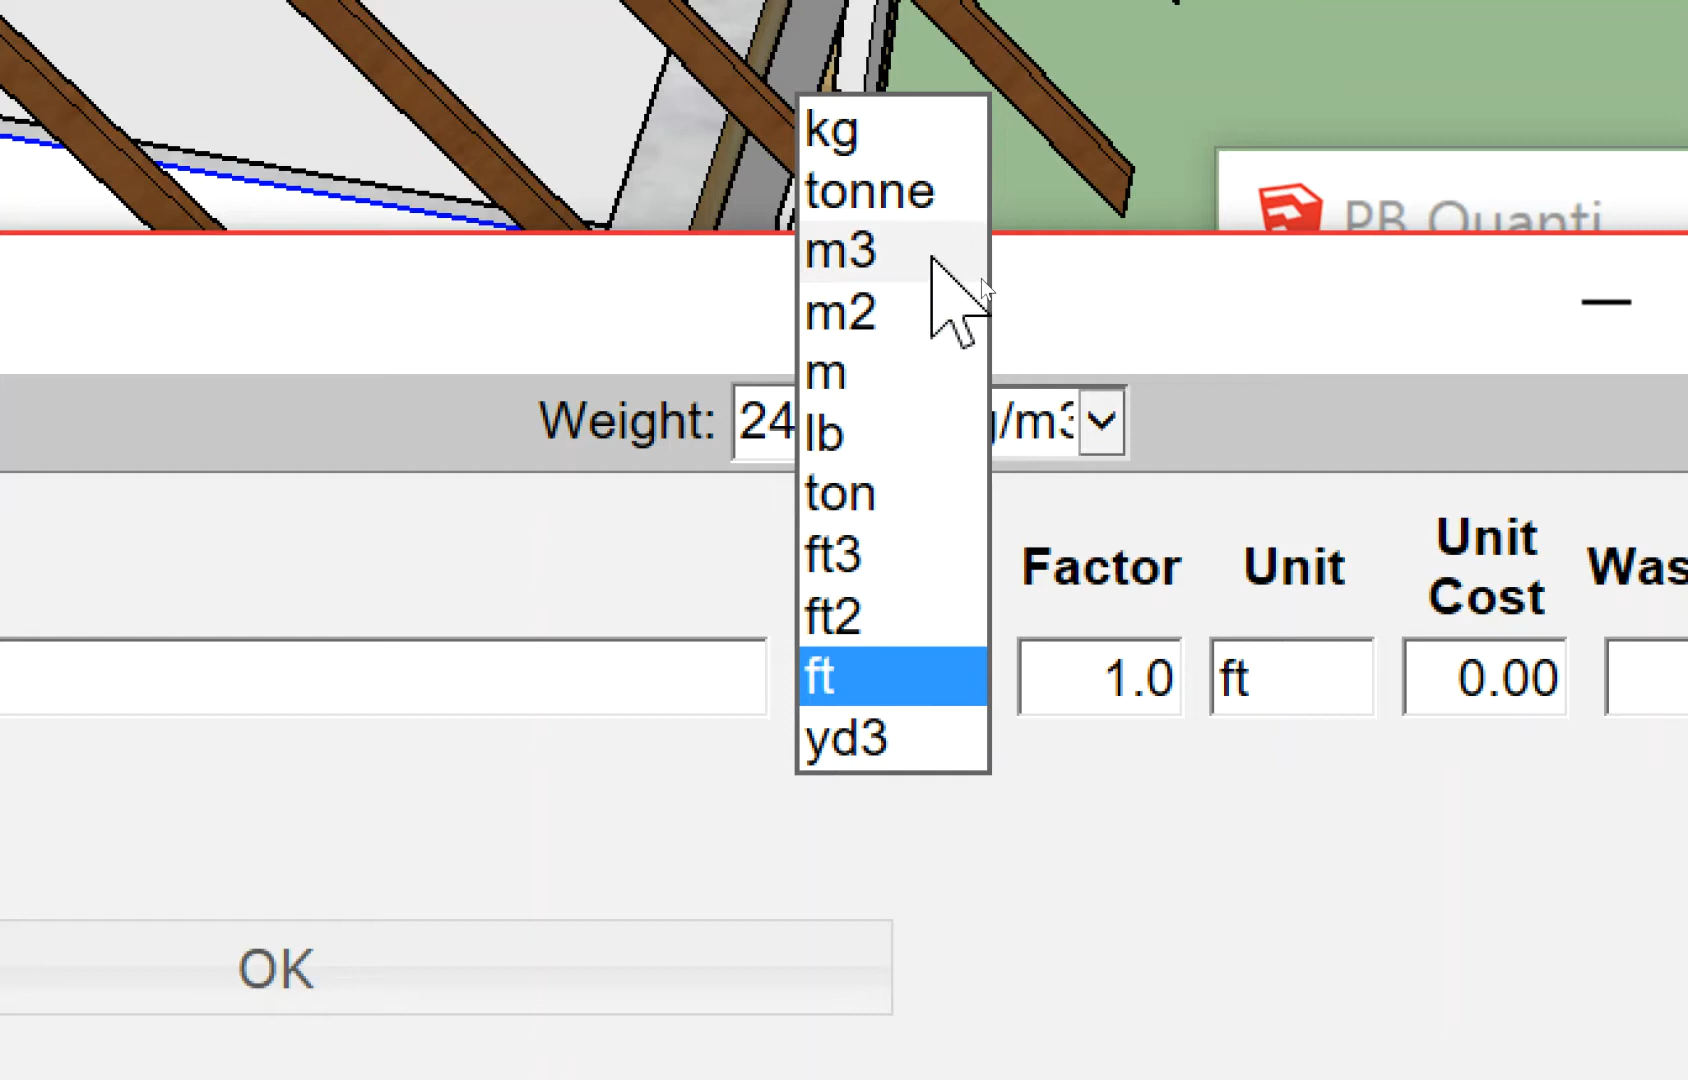 kg
tonne
m3
m2
m
lb
ton
ft3
ft2
ft
yd3
PB Quanti
Weight: 24 /m3
Factor Unit Unit Cost Was
1.0 ft 0.00
OK